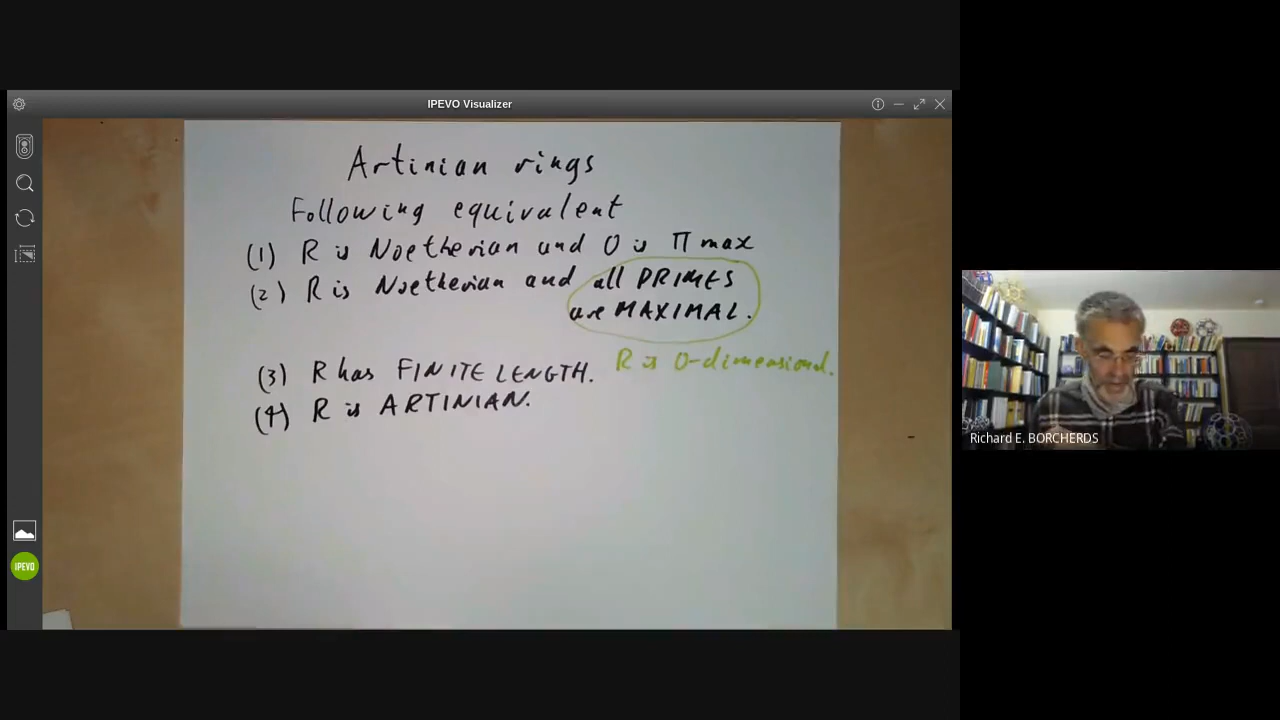 IPEVO Visualizer
Artinian rings
Following equivalent
(1) R is Noetherian and 0 is Π max
(2) R is Noetherian and all PRIMES
are MAXIMAL.
R is 0-dimensional.
(3) R has FINITE LENGTH.
(4) R is ARTINIAN.
Richard E. BORCHERDS
IPEVO